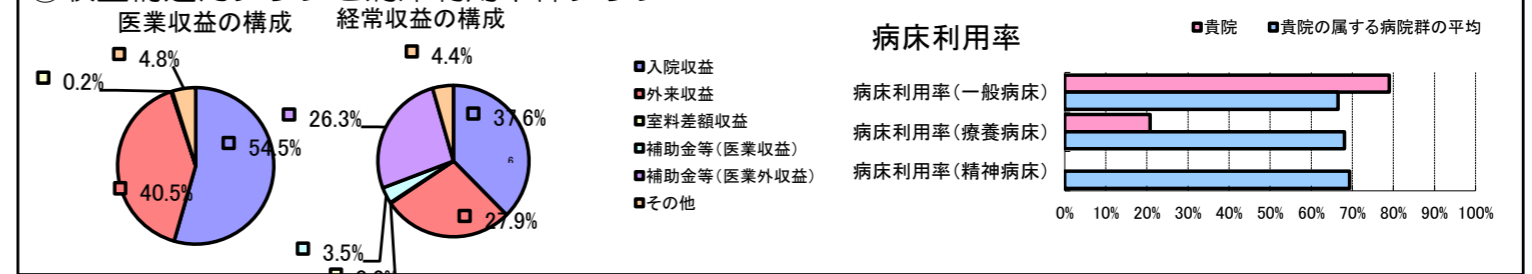 医業収益の構成
4.8%
0.2%
54.5%
40.5%
経常収益の構成
4.4%
37.6%
26.3%
6
27.9%
3.5%
入院収益
外来収益
室料差額収益
補助金等(医業収益)
補助金等(医業外収益)
その他
病床利用率
貴院 貴院の属する病院群の平均
病床利用率(一般病床)
病床利用率(療養病床)
病床利用率(精神病床)
0% 10% 20% 30% 40% 50% 60% 70% 80% 90% 100%